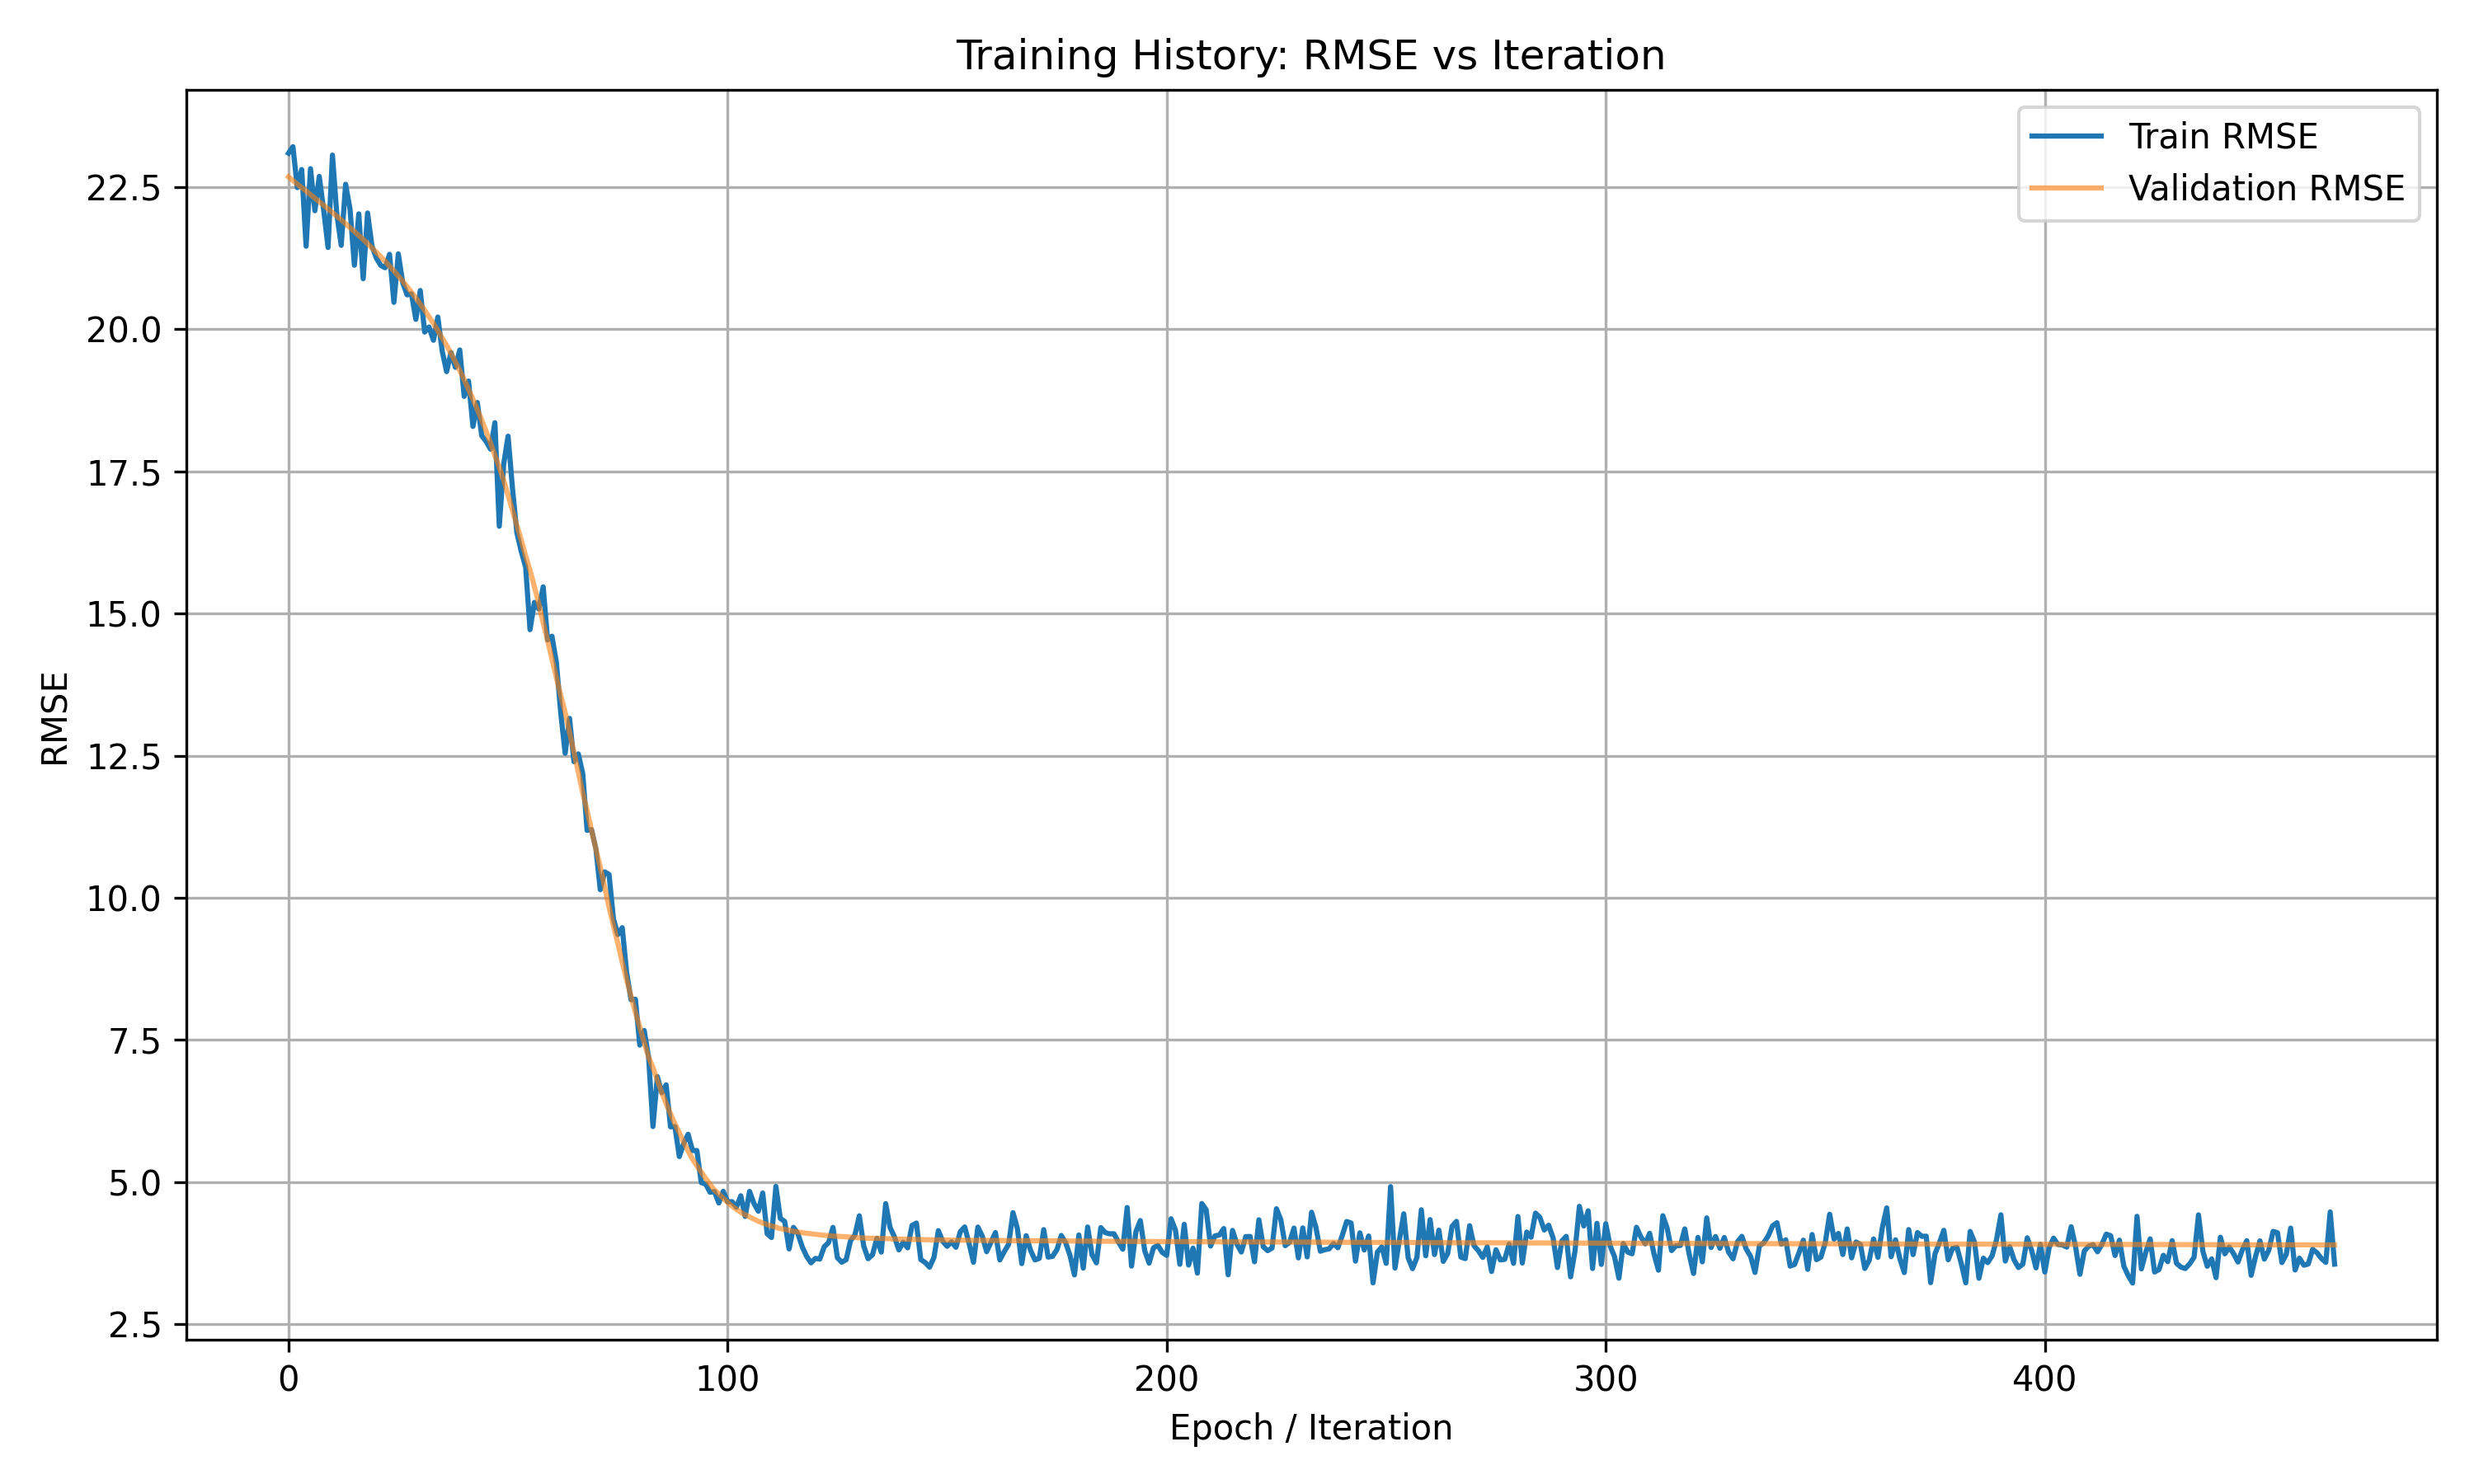 Training History: RMSE vs Iteration
Train RMSE
Validation RMSE
22.5
20.0
17.5
15.0
12.5
10.0
7.5
5.0
2.5
RMSE
0 100 200 300 400
Epoch / Iteration